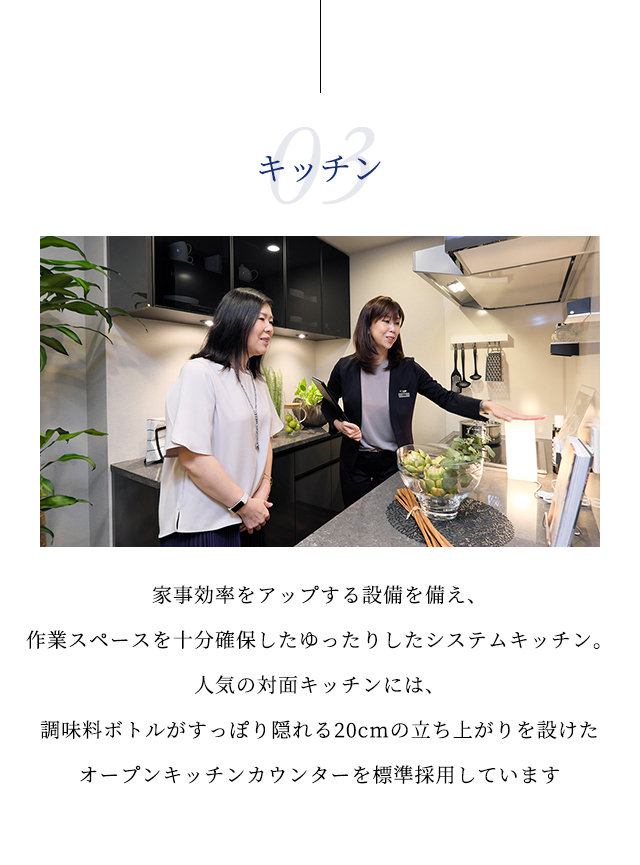 03
キッチン
家事効率をアップする設備を備え、
作業スペースを十分確保したゆったりしたシステムキッチン。
人気の対面キッチンには、
調味料ボトルがすっぽり隠れる20cmの立ち上がりを設けた
オープンキッチンカウンターを標準採用しています